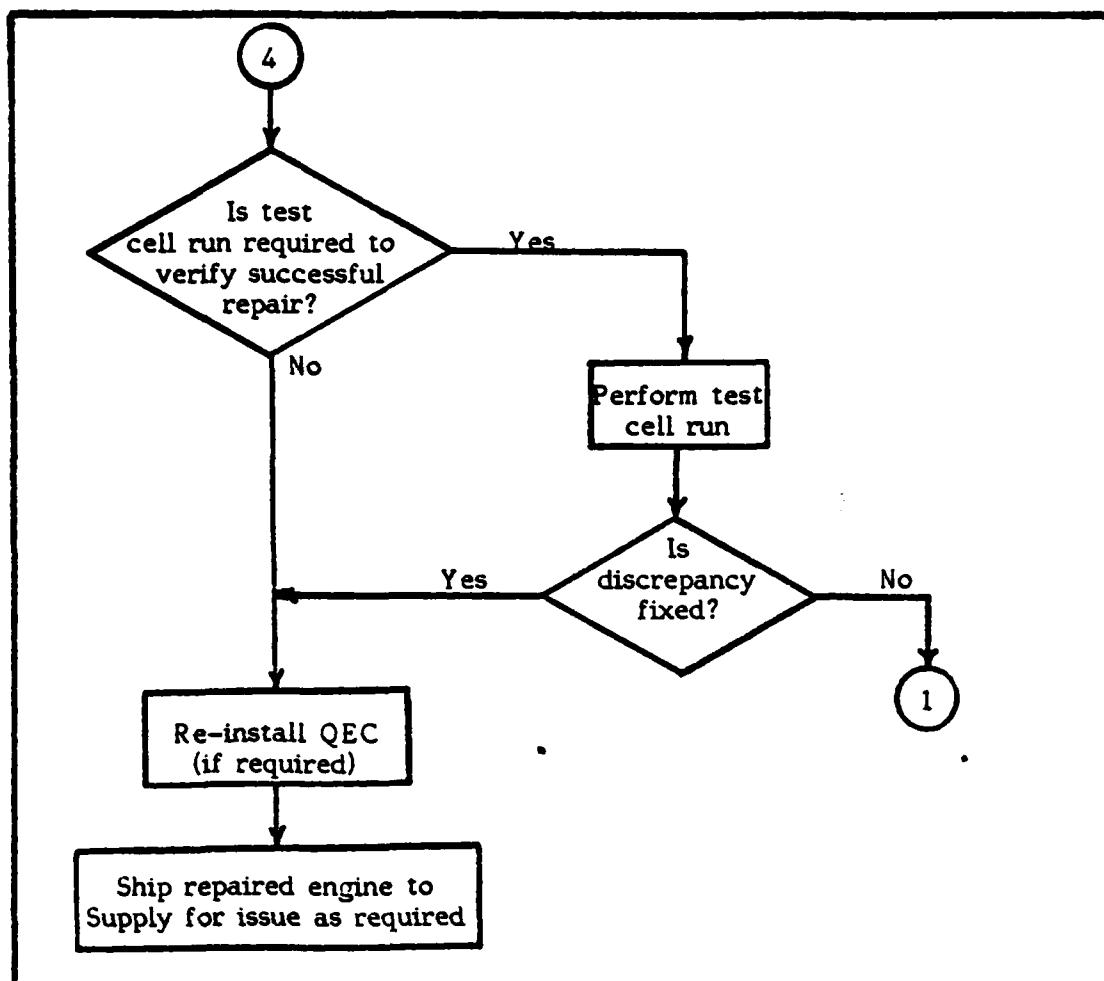 4
Is test
cell run required to
verify successful
repair?
Yes
No
Perform test
cell run
Is
discrepancy
fixed?
Yes
No
1
Re-install QEC
(if required)
Ship repaired engine to
Supply for issue as required